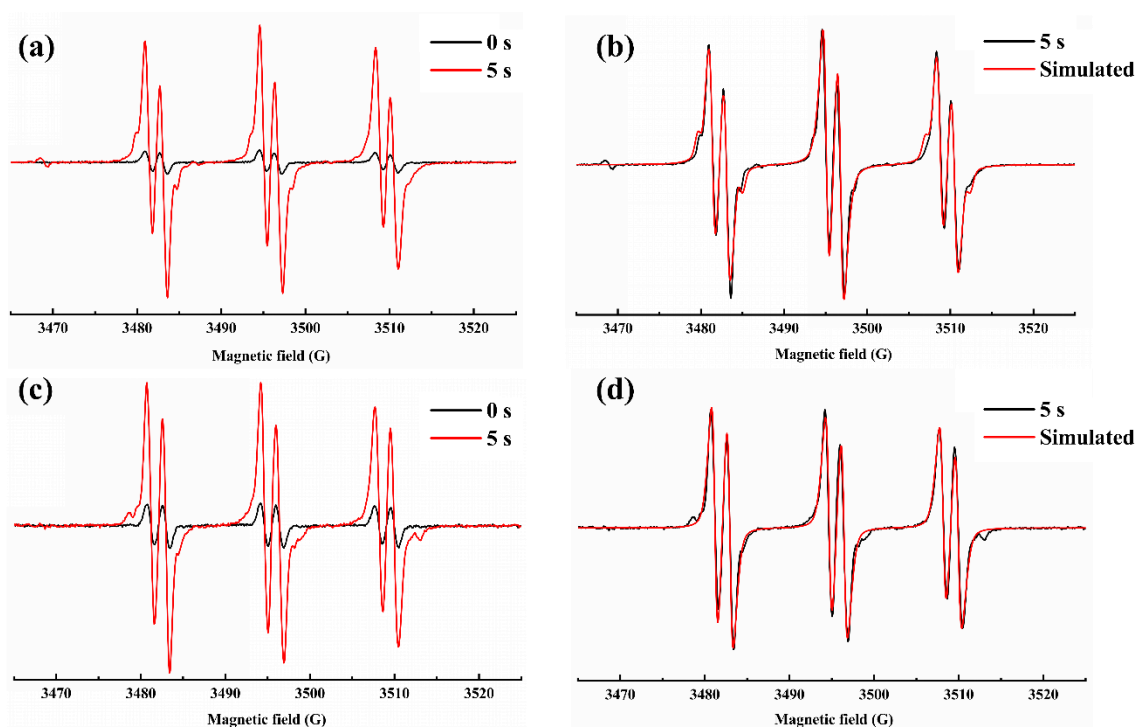 (a)
0 s
5 s
3470 3480 3490 3500 3510 3520
Magnetic field (G)
(b)
5 s
Simulated
3470 3480 3490 3500 3510 3520
Magnetic field (G)
(c)
0 s
5 s
3470 3480 3490 3500 3510 3520
Magnetic field (G)
(d)
5 s
Simulated
3470 3480 3490 3500 3510 3520
Magnetic field (G)